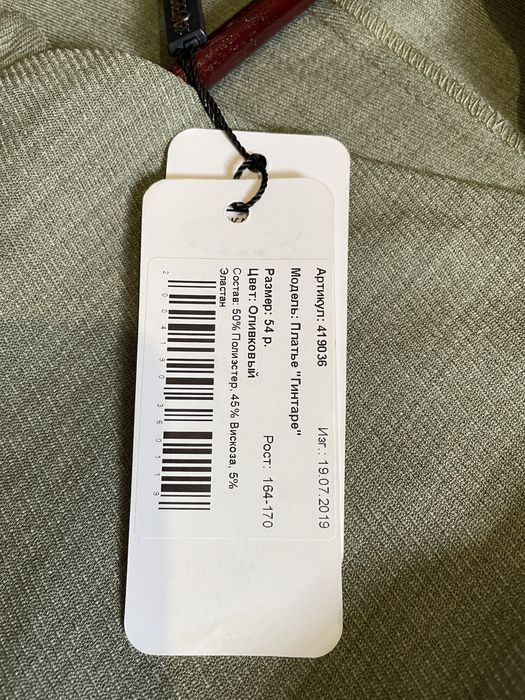 Артикул: 419036 Изг.: 19.07.2019
Модель: Платье "Гинтаре"
Размер: 54 р. Рост: 164-170
Цвет: Оливковый
Состав: 50% Полиэстер, 45% Вискоза, 5%
Эластан
2004190360119